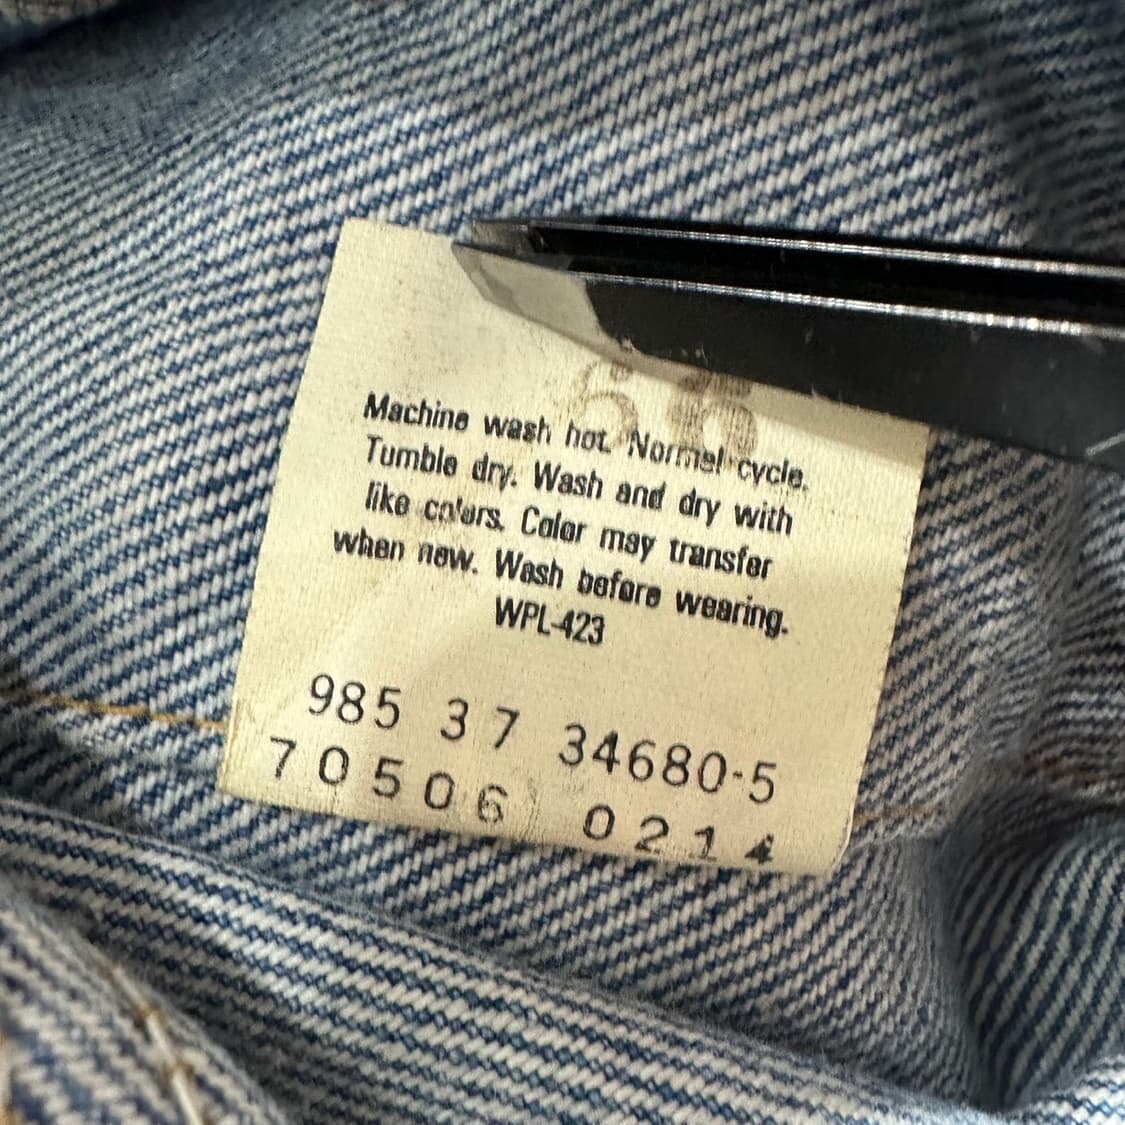 Machine wash hot. Normal cycle.
Tumble dry. Wash and dry with
like colors. Color may transfer
when new. Wash before wearing.
WPL-423
985 37 34680-5
70506 0214